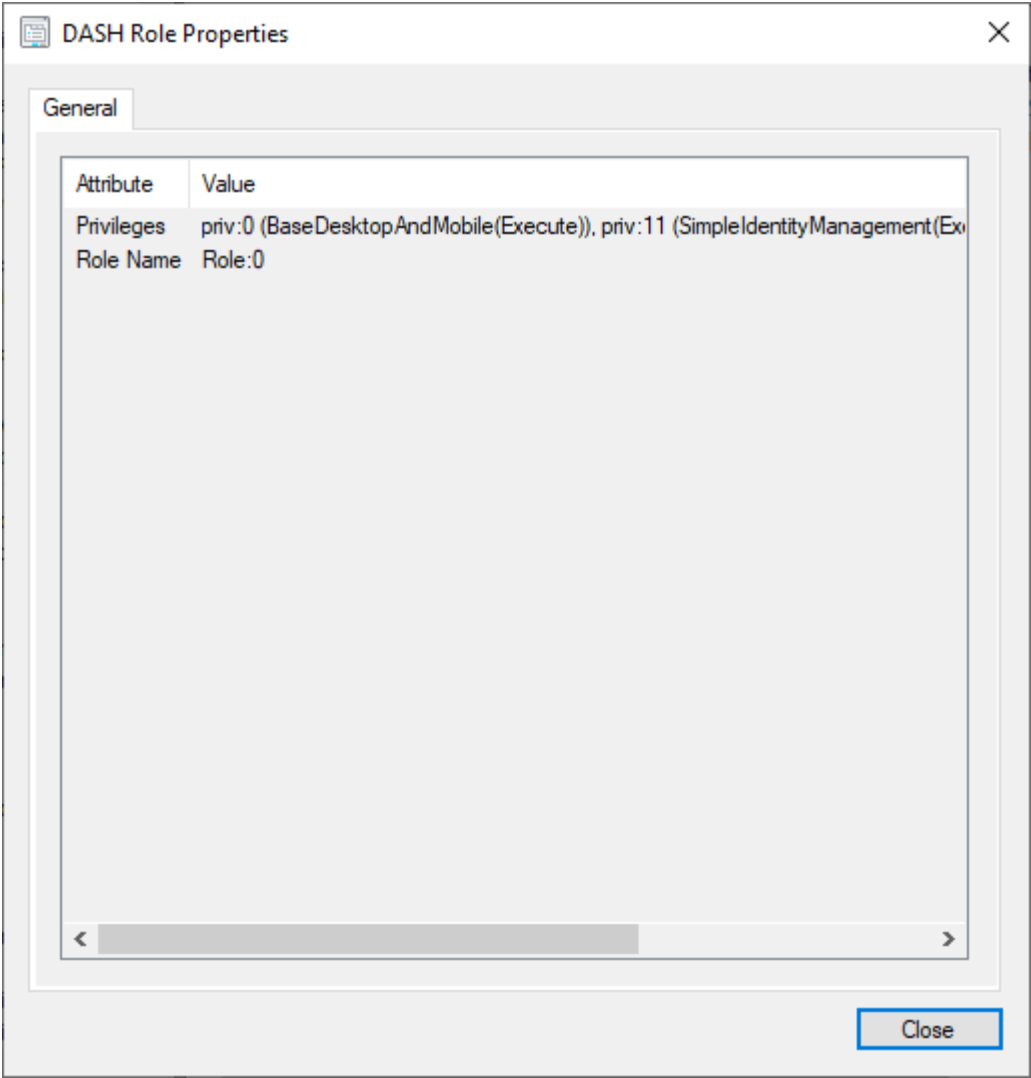 DASH Role Properties
General
Attribute Value
Privileges priv:0 (BaseDesktopAndMobile(Execute)), priv:11 (SimpleIdentityManagement(Exe
Role Name Role:0
Close